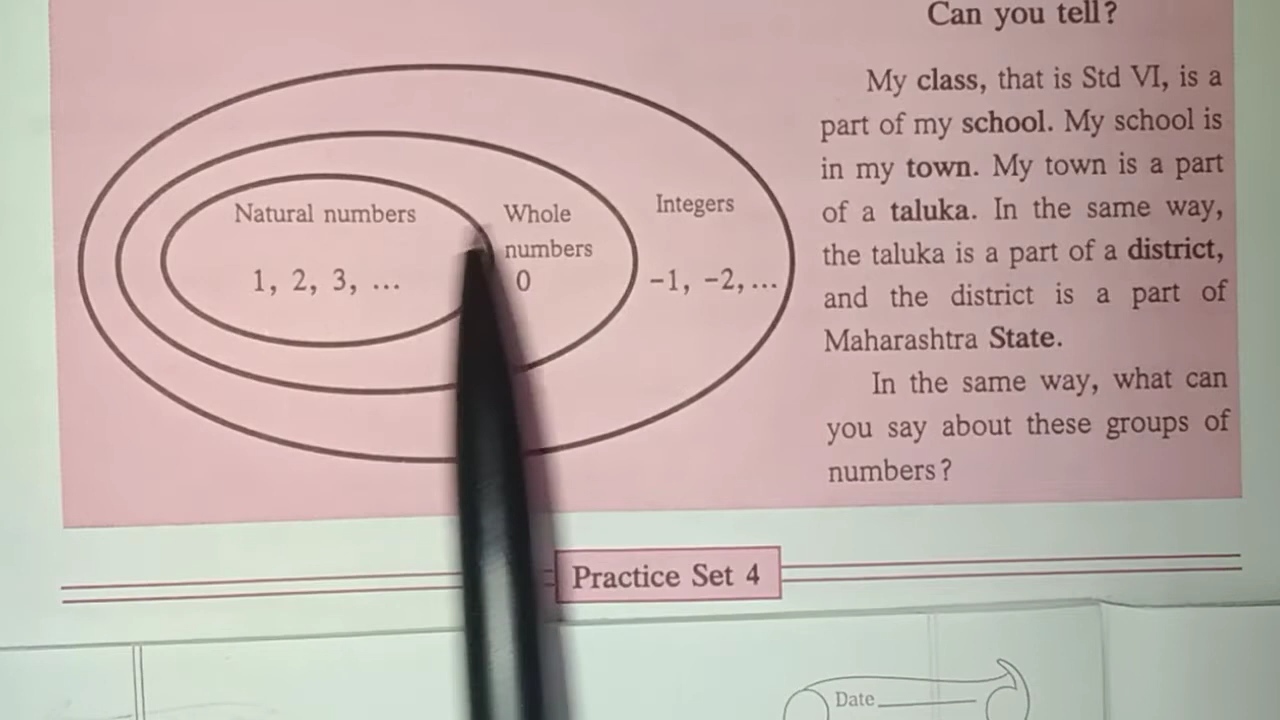 Can you tell?
Natural numbers
1, 2, 3, ...
Whole
numbers
0
Integers
−1, −2, ...
My class, that is Std VI, is a
part of my school. My school is
in my town. My town is a part
of a taluka. In the same way,
the taluka is a part of a district,
and the district is a part of
Maharashtra State.
In the same way, what can
you say about these groups of
numbers?
Practice Set 4
Date